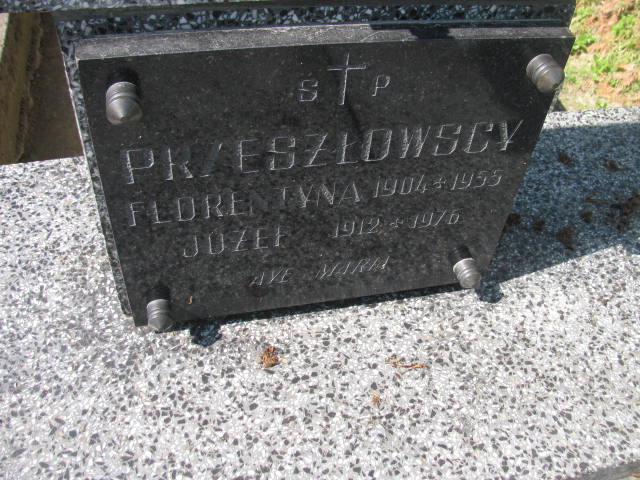 S † P
PRZESZŁOWSCY
FLORENTYNA 1904 + 1955
JÓZEF 1912 + 1976
AVE MARIA